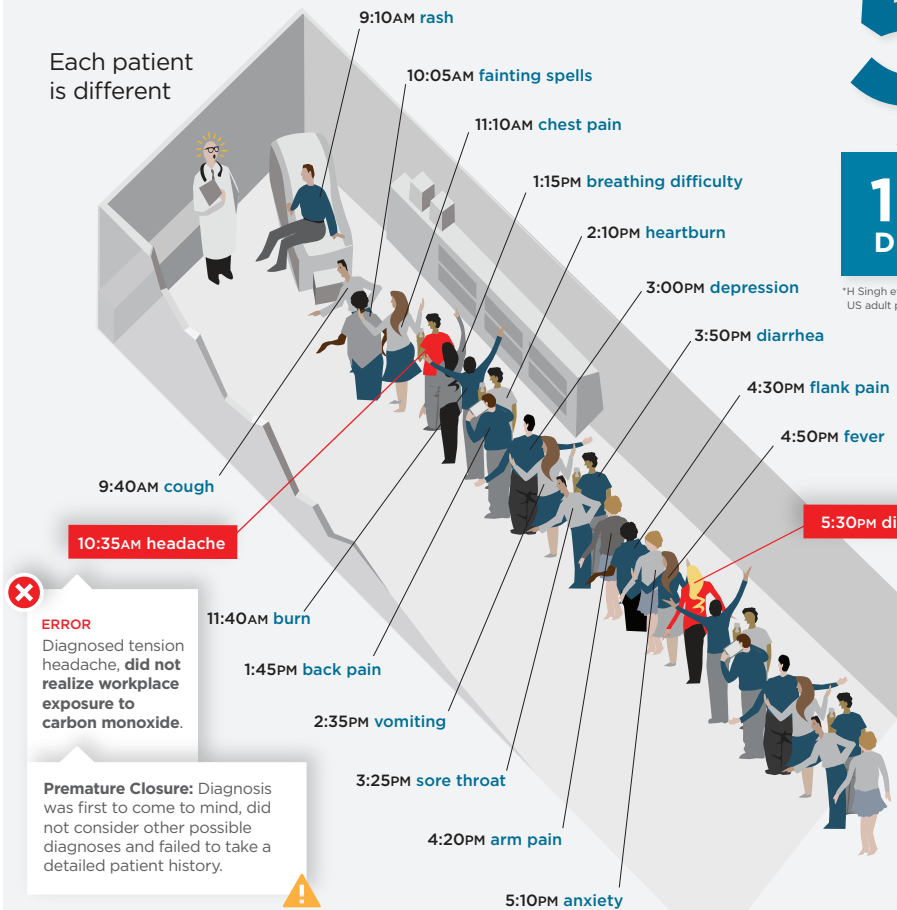 Each patient
is different
9:10AM rash
10:05AM fainting spells
11:10AM chest pain
1:15PM breathing difficulty
2:10PM heartburn
3:00PM depression
3:50PM diarrhea
4:30PM flank pain
4:50PM fever
5:30PM di
9:40AM cough
10:35AM headache
11:40AM burn
1:45PM back pain
2:35PM vomiting
3:25PM sore throat
4:20PM arm pain
5:10PM anxiety
ERROR
Diagnosed tension
headache, did not
realize workplace
exposure to
carbon monoxide.
Premature Closure: Diagnosis
was first to come to mind, did
not consider other possible
diagnoses and failed to take a
detailed patient history.
1
D
*H Singh e
US adult p